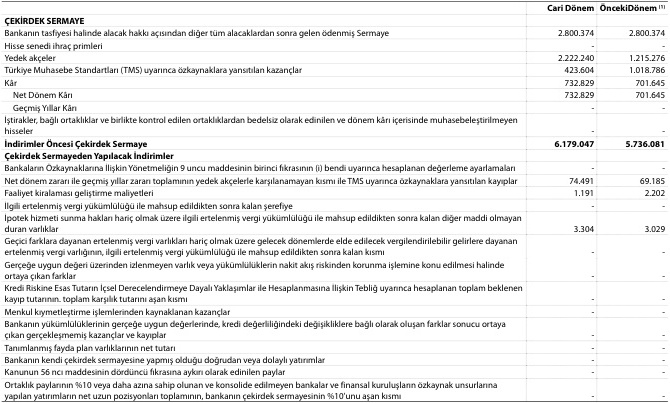 Cari Dönem ÖncekiDönem (1)
ÇEKİRDEK SERMAYE
Bankanın tasfiyesi halinde alacak hakkı açısından diğer tüm alacaklardan sonra gelen ödenmiş Sermaye 2.800.374 2.800.374
Hisse senedi ihraç primleri - -
Yedek akçeler 2.222.240 1.215.276
Türkiye Muhasebe Standartları (TMS) uyarınca özkaynaklara yansıtılan kazançlar 423.604 1.018.786
Kâr 732.829 701.645
Net Dönem Kârı 732.829 701.645
Geçmiş Yıllar Kârı - -
İştirakler, bağlı ortaklıklar ve birlikte kontrol edilen ortaklıklardan bedelsiz olarak edinilen ve dönem kârı içerisinde muhasebeleştirilmeyen
hisseler - -
İndirimler Öncesi Çekirdek Sermaye 6.179.047 5.736.081
Çekirdek Sermayeden Yapılacak İndirimler
Bankaların Özkaynaklarına İlişkin Yönetmeliğin 9 uncu maddesinin birinci fıkrasının (i) bendi uyarınca hesaplanan değerleme ayarlamaları - -
Net dönem zararı ile geçmiş yıllar zararı toplamının yedek akçelerle karşılanamayan kısmı ile TMS uyarınca özkaynaklara yansıtılan kayıplar 74.491 69.185
Faaliyet kiralaması geliştirme maliyetleri 1.191 2.202
İlgili ertelenmiş vergi yükümlülüğü ile mahsup edildikten sonra kalan şerefiye - -
İpotek hizmeti sunma hakları hariç olmak üzere ilgili ertelenmiş vergi yükümlülüğü ile mahsup edildikten sonra kalan diğer maddi olmayan
duran varlıklar 3.304 3.029
Geçici farklara dayanan ertelenmiş vergi varlıkları hariç olmak üzere gelecek dönemlerde elde edilecek vergilendirilebilir gelirlere dayanan
ertelenmiş vergi varlığının, ilgili ertelenmiş vergi yükümlülüğü ile mahsup edildikten sonra kalan kısmı - -
Gerçeğe uygun değeri üzerinden izlenmeyen varlık veya yükümlülüklerin nakit akış riskinden korunma işlemine konu edilmesi halinde
ortaya çıkan farklar - -
Kredi Riskine Esas Tutarın İçsel Derecelendirmeye Dayalı Yaklaşımlar ile Hesaplanmasına İlişkin Tebliğ uyarınca hesaplanan toplam beklenen
kayıp tutarının. toplam karşılık tutarını aşan kısmı - -
Menkul kıymetleştirme işlemlerinden kaynaklanan kazançlar - -
Bankanın yükümlülüklerinin gerçeğe uygun değerlerinde, kredi değerliliğindeki değişikliklere bağlı olarak oluşan farklar sonucu ortaya
çıkan gerçekleşmemiş kazançlar ve kayıplar - -
Tanımlanmış fayda plan varlıklarının net tutarı - -
Bankanın kendi çekirdek sermayesine yapmış olduğu doğrudan veya dolaylı yatırımlar - -
Kanunun 56 ncı maddesinin dördüncü fıkrasına aykırı olarak edinilen paylar - -
Ortaklık paylarının %10 veya daha azına sahip olunan ve konsolide edilmeyen bankalar ve finansal kuruluşların özkaynak unsurlarına
yapılan yatırımların net uzun pozisyonları toplamının, bankanın çekirdek sermayesinin %10'unu aşan kısmı - -